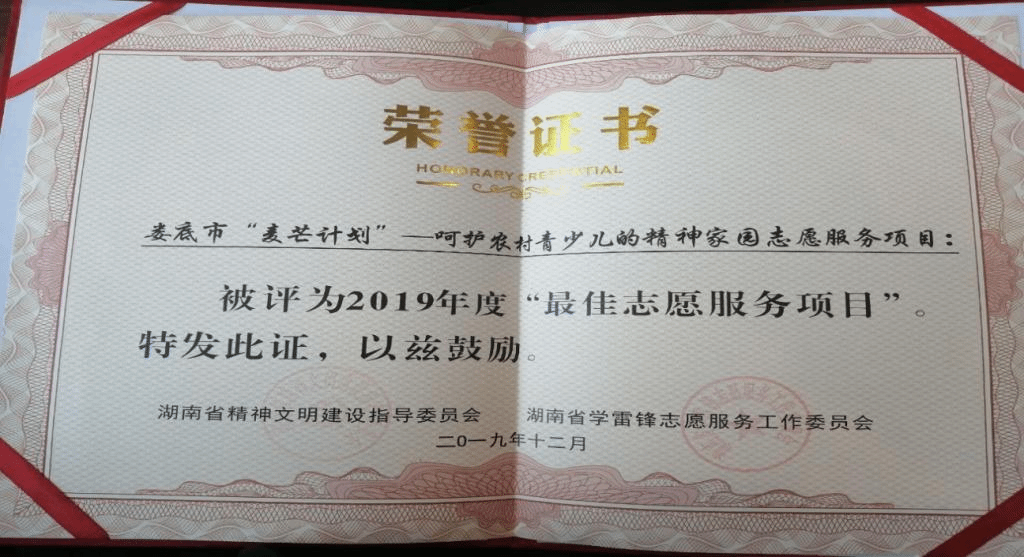 荣誉证书
HONORARY CREDENTIAL
娄底市“麦芒计划”—呵护农村青少儿的精神家园志愿服务项目：
被评为2019年度“最佳志愿服务项目”。
特发此证，以兹鼓励。
湖南省精神文明建设指导委员会 湖南省学雷锋志愿服务工作委员会
二0一九年十二月